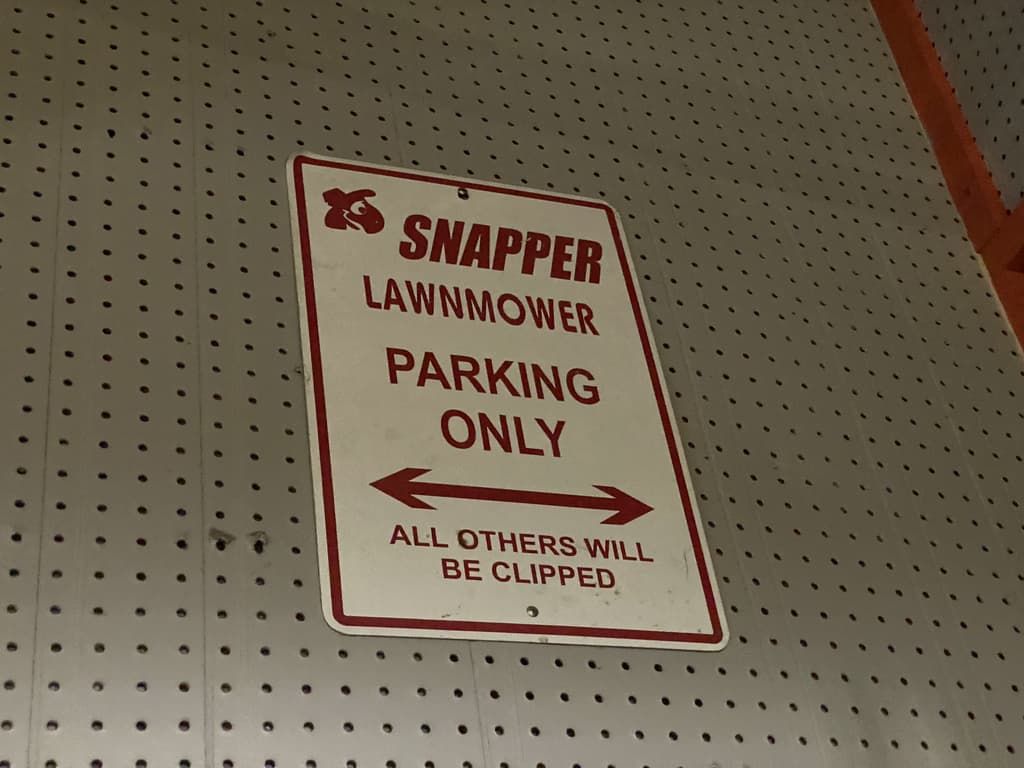 SNAPPER
LAWNMOWER
PARKING
ONLY
ALL OTHERS WILL
BE CLIPPED